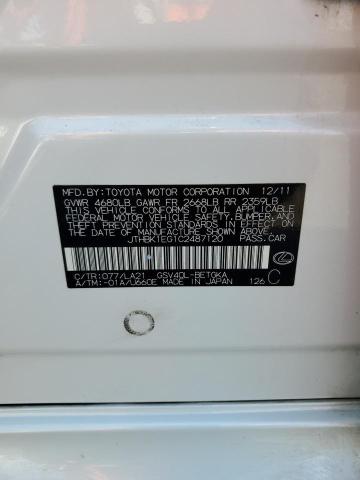 MFD.BY:TOYOTA MOTOR CORPORATION 12/11
GVWR 4680LB GAWR FR 2668LB RR 2359LB
THIS VEHICLE CONFORMS TO ALL APPLICABLE
FEDERAL MOTOR VEHICLE SAFETY,BUMPER,AND
THEFT PREVENTION STANDARDS IN EFFECT ON
THE DATE OF MANUFACTURE SHOWN ABOVE.
JTHBK1EG1C2487120 PASS.CAR
C/TR:077/LA21 GSV40L-BETGKA
A/TM:-01A/U660E MADE IN JAPAN 126 C